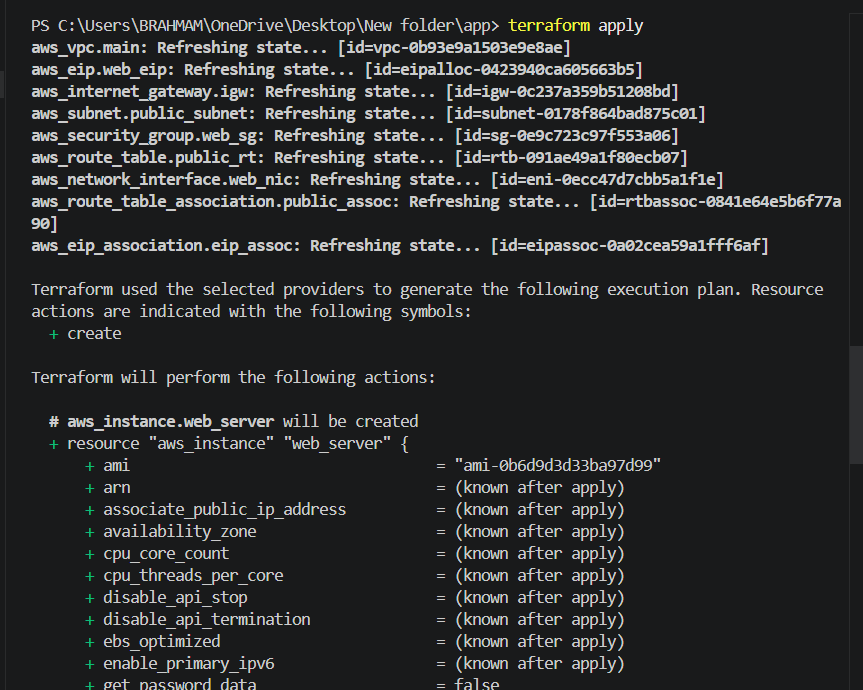 PS C:\Users\BRAHMAM\OneDrive\Desktop\New folder\app> terraform apply
aws_vpc.main: Refreshing state... [id=vpc-0b93e9a1503e9e8ae]
aws_eip.web_eip: Refreshing state... [id=eipalloc-0423940ca605663b5]
aws_internet_gateway.igw: Refreshing state... [id=igw-0c237a359b51208bd]
aws_subnet.public_subnet: Refreshing state... [id=subnet-0178f864bad875c01]
aws_security_group.web_sg: Refreshing state... [id=sg-0e9c723c97f553a06]
aws_route_table.public_rt: Refreshing state... [id=rtb-091ae49a1f80ecb07]
aws_network_interface.web_nic: Refreshing state... [id=eni-0ecc47d7cbb5a1f1e]
aws_route_table_association.public_assoc: Refreshing state... [id=rtbassoc-0841e64e5b6f77a
90]
aws_eip_association.eip_assoc: Refreshing state... [id=eipassoc-0a02cea59a1fff6af]
Terraform used the selected providers to generate the following execution plan. Resource
actions are indicated with the following symbols:
  + create
Terraform will perform the following actions:
  # aws_instance.web_server will be created
  + resource "aws_instance" "web_server" {
      + ami                                  = "ami-0b6d9d3d33ba97d99"
      + arn                                  = (known after apply)
      + associate_public_ip_address          = (known after apply)
      + availability_zone                    = (known after apply)
      + cpu_core_count                       = (known after apply)
      + cpu_threads_per_core                 = (known after apply)
      + disable_api_stop                     = (known after apply)
      + disable_api_termination              = (known after apply)
      + ebs_optimized                        = (known after apply)
      + enable_primary_ipv6                  = (known after apply)
      + get_password_data                    = false